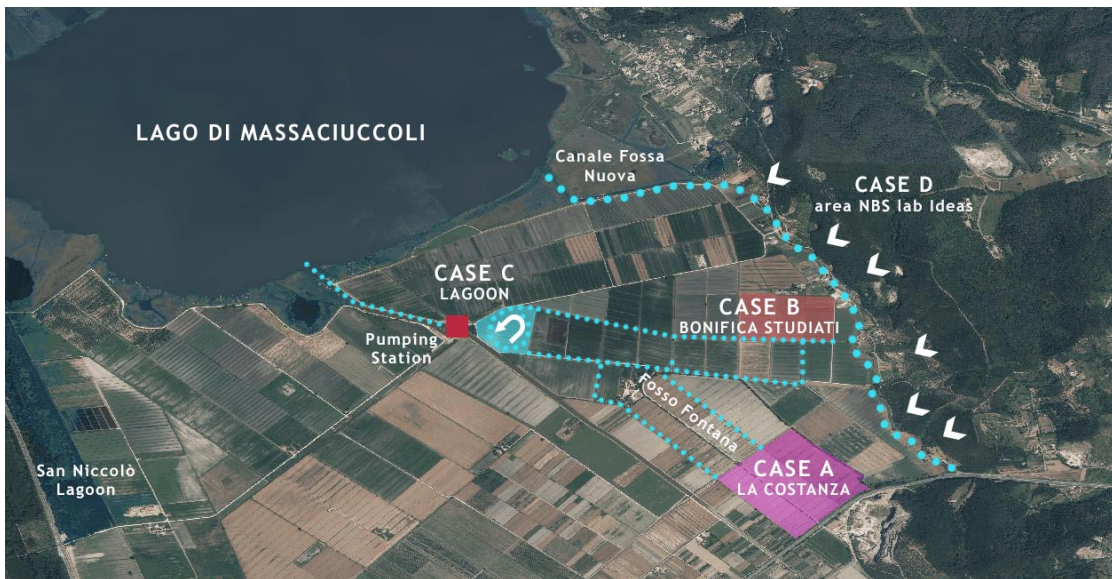 LAGO DI MASSACIUCCOLI
Canale Fossa
Nuova
CASE D
area NBS lab Ideas
CASE C
LAGOON
CASE B
BONIFICA STUDIATI
Pumping
Station
Fosso Fontana
CASE A
LA COSTANZA
San Niccolò
Lagoon